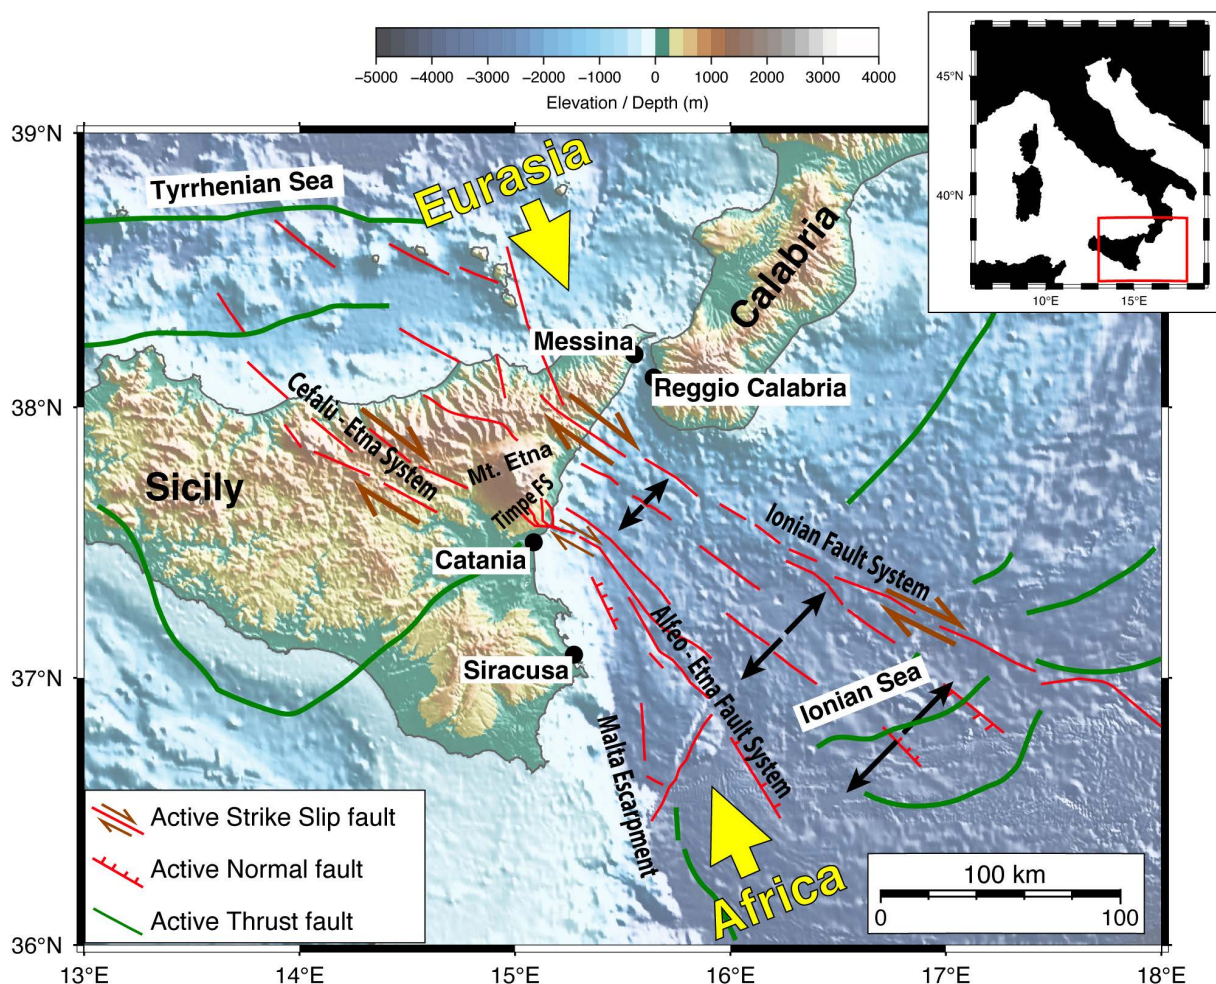 −5000 −4000 −3000 −2000 −1000 0 1000 2000 3000 4000
Elevation / Depth (m)
45°N
40°N
10°E 15°E
39°N
38°N
37°N
36°N
13°E 14°E 15°E 16°E 17°E 18°E
Tyrrhenian Sea
Eurasia
Calabria
Messina
Reggio Calabria
Cefalù - Etna System
Mt. Etna
Timpe FS
Sicily
Catania
Ionian Fault System
Siracusa
Alfeo - Etna Fault System
Ionian Sea
Malta Escarpment
Africa
Active Strike Slip fault
Active Normal fault
Active Thrust fault
100 km
0 100